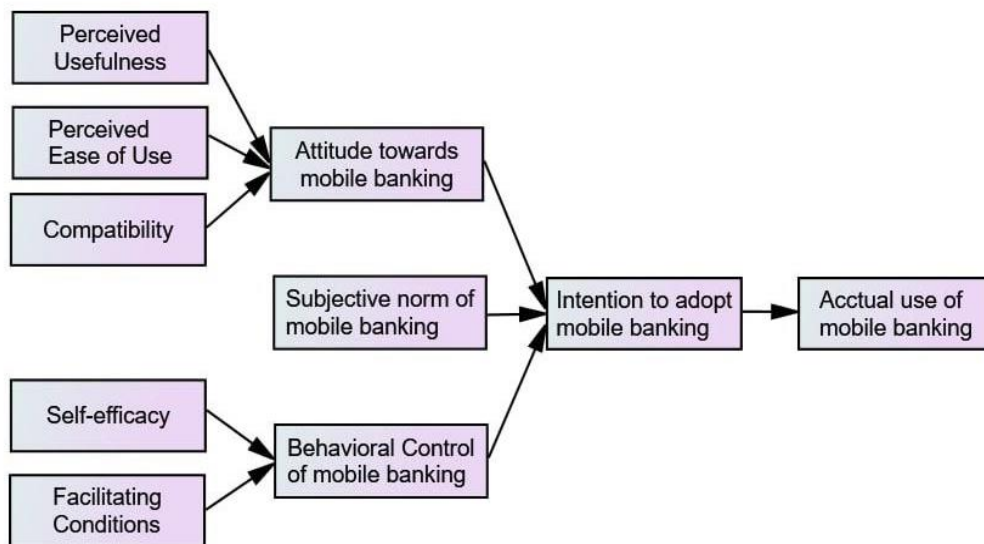 Perceived
Usefulness
Perceived
Ease of Use
Compatibility
Attitude towards
mobile banking
Subjective norm of
mobile banking
Intention to adopt
mobile banking
Acctual use of
mobile banking
Self-efficacy
Behavioral Control
of mobile banking
Facilitating
Conditions